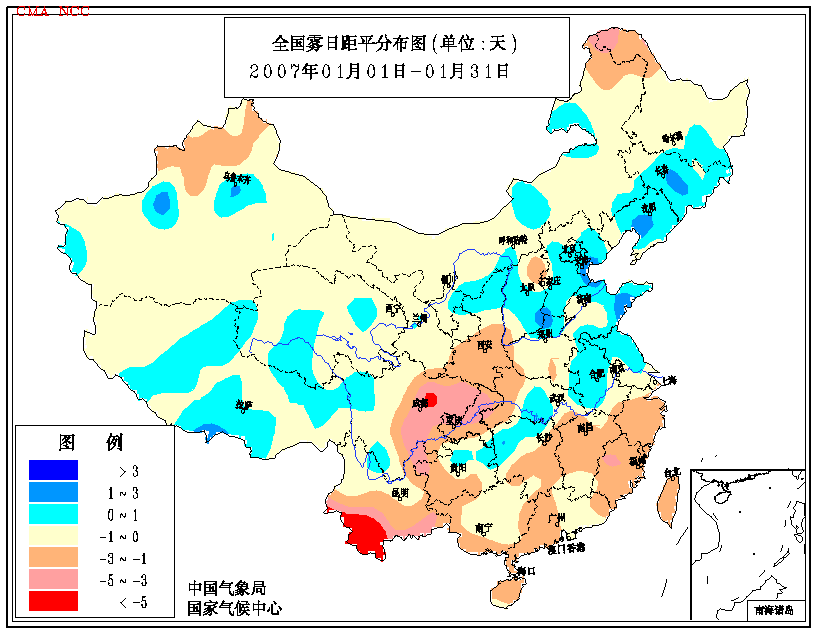 CMA NCC
全国雾日距平分布图(单位:天)
2007年01月01日-01月31日
哈尔滨
长春
乌鲁木齐
沈阳
呼和浩特
北京
天津
银川
太原
石家庄
西宁
济南
兰州
郑州
西安
合肥
南京
上海
拉萨
成都
武汉
重庆
长沙
南昌
贵阳
福州
台北
昆明
广州
南宁
澳门 香港
海口
图 例
> 3
1 ~ 3
0 ~ 1
-1 ~ 0
-3 ~ -1
-5 ~ -3
< -5
中国气象局
国家气候中心
南海诸岛